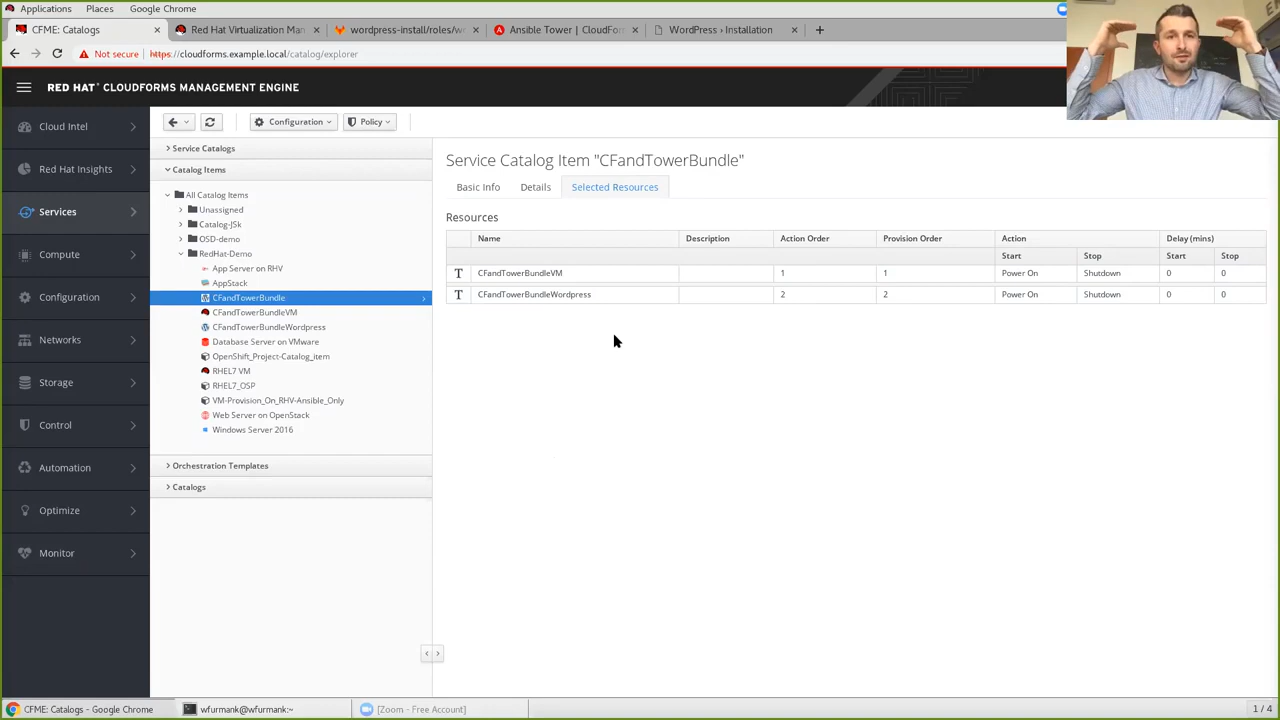 Applications Places Google Chrome
CFME: Catalogs
Red Hat Virtualization Man
wordpress-install/roles/w
Ansible Tower | CloudForm
WordPress › Installation
Not secure https://cloudforms.example.local/catalog/explorer
RED HAT CLOUDFORMS MANAGEMENT ENGINE
Cloud Intel
Red Hat Insights
Services
Compute
Configuration
Networks
Storage
Control
Automation
Optimize
Monitor
Configuration
Policy
Service Catalogs
Catalog Items
All Catalog Items
Unassigned
Catalog-JSk
OSD-demo
RedHat-Demo
App Server on RHV
AppStack
CFandTowerBundle
CFandTowerBundleVM
CFandTowerBundleWordpress
Database Server on VMware
OpenShift_Project-Catalog_item
RHEL7 VM
RHEL7_OSP
VM-Provision_On_RHV-Ansible_Only
Web Server on OpenStack
Windows Server 2016
Orchestration Templates
Catalogs
Service Catalog Item "CFandTowerBundle"
Basic Info Details Selected Resources
Resources
Name Description Action Order Provision Order Action Delay (mins)
Start Stop Start Stop
T CFandTowerBundleVM 1 1 Power On Shutdown 0 0
T CFandTowerBundleWordpress 2 2 Power On Shutdown 0 0
CFME: Catalogs - Google Chrome
wfurmank@wfurmank:~
[Zoom - Free Account]
1 / 4